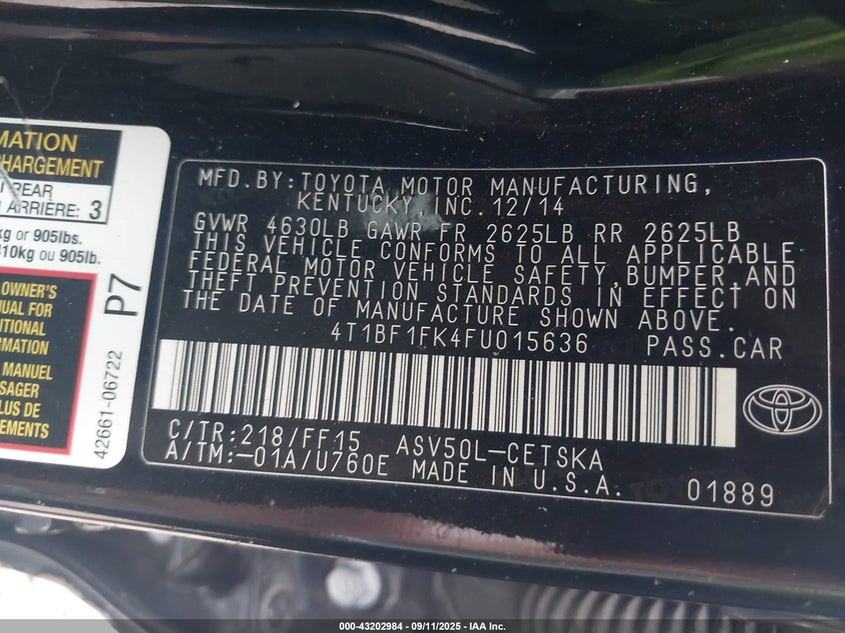 MATION
CHARGEMENT
REAR
ARRIÈRE: 3
kg or 905lbs.
10kg ou 905lb.
OWNER'S
UAL FOR
TIONAL
MATION
MANUEL
SAGER
LUS DE
EMENTS
P7
42661-06722
MFD.BY:TOYOTA MOTOR MANUFACTURING,
KENTUCKY,INC.12/14
GVWR 4630LB GAWR FR 2625LB RR 2625LB
THIS VEHICLE CONFORMS TO ALL APPLICABLE
FEDERAL MOTOR VEHICLE SAFETY,BUMPER,AND
THEFT PREVENTION STANDARDS IN EFFECT ON
THE DATE OF MANUFACTURE SHOWN ABOVE.
4T1BF1FK4FU015636 PASS.CAR
C/TR:218/FF15 ASV50L-CETSKA
A/TM:-01A/U760E MADE IN U.S.A. 01889
000-43202984 - 09/11/2025 - IAA Inc.